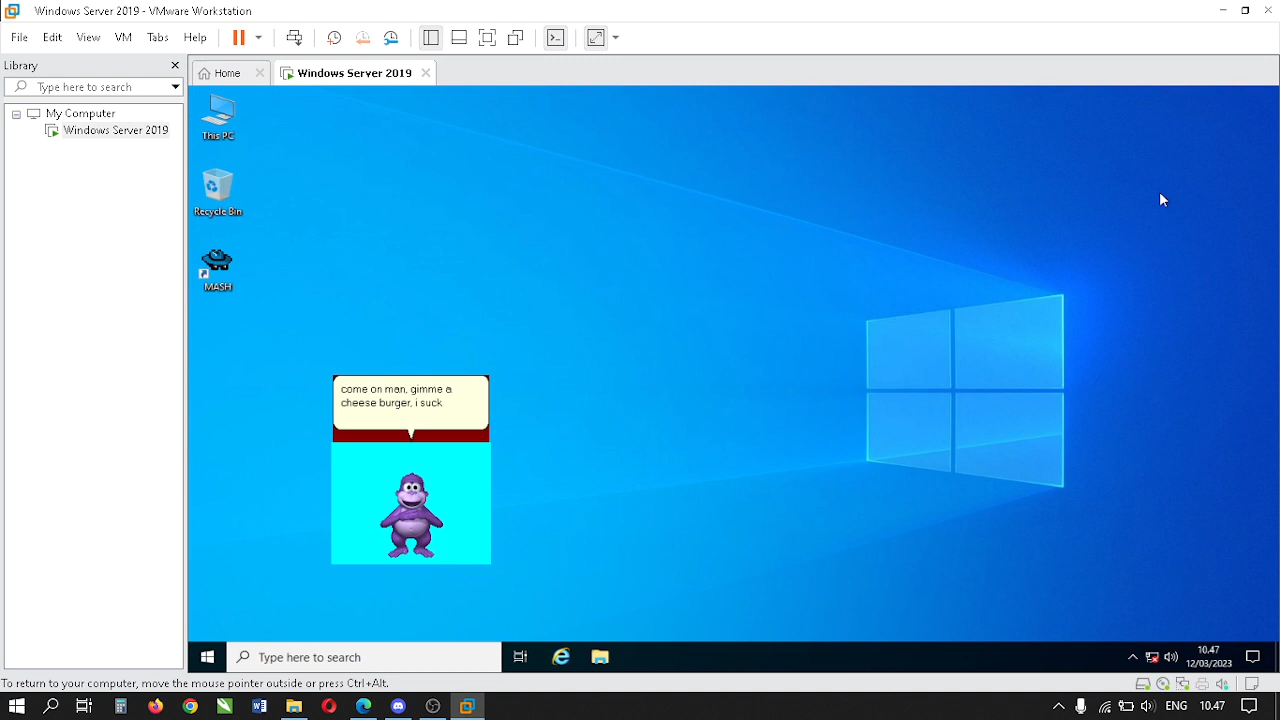 Windows Server 2019 - VMware Workstation
File Edit View VM Tabs Help
Library
Type here to search
My Computer
Windows Server 2019
Home
Windows Server 2019
This PC
Recycle Bin
MASH
come on man, gimme a
cheese burger, i suck
Type here to search
10.47
12/03/2023
To return to your computer, move the mouse pointer outside or press Ctrl+Alt.
ENG 10.47